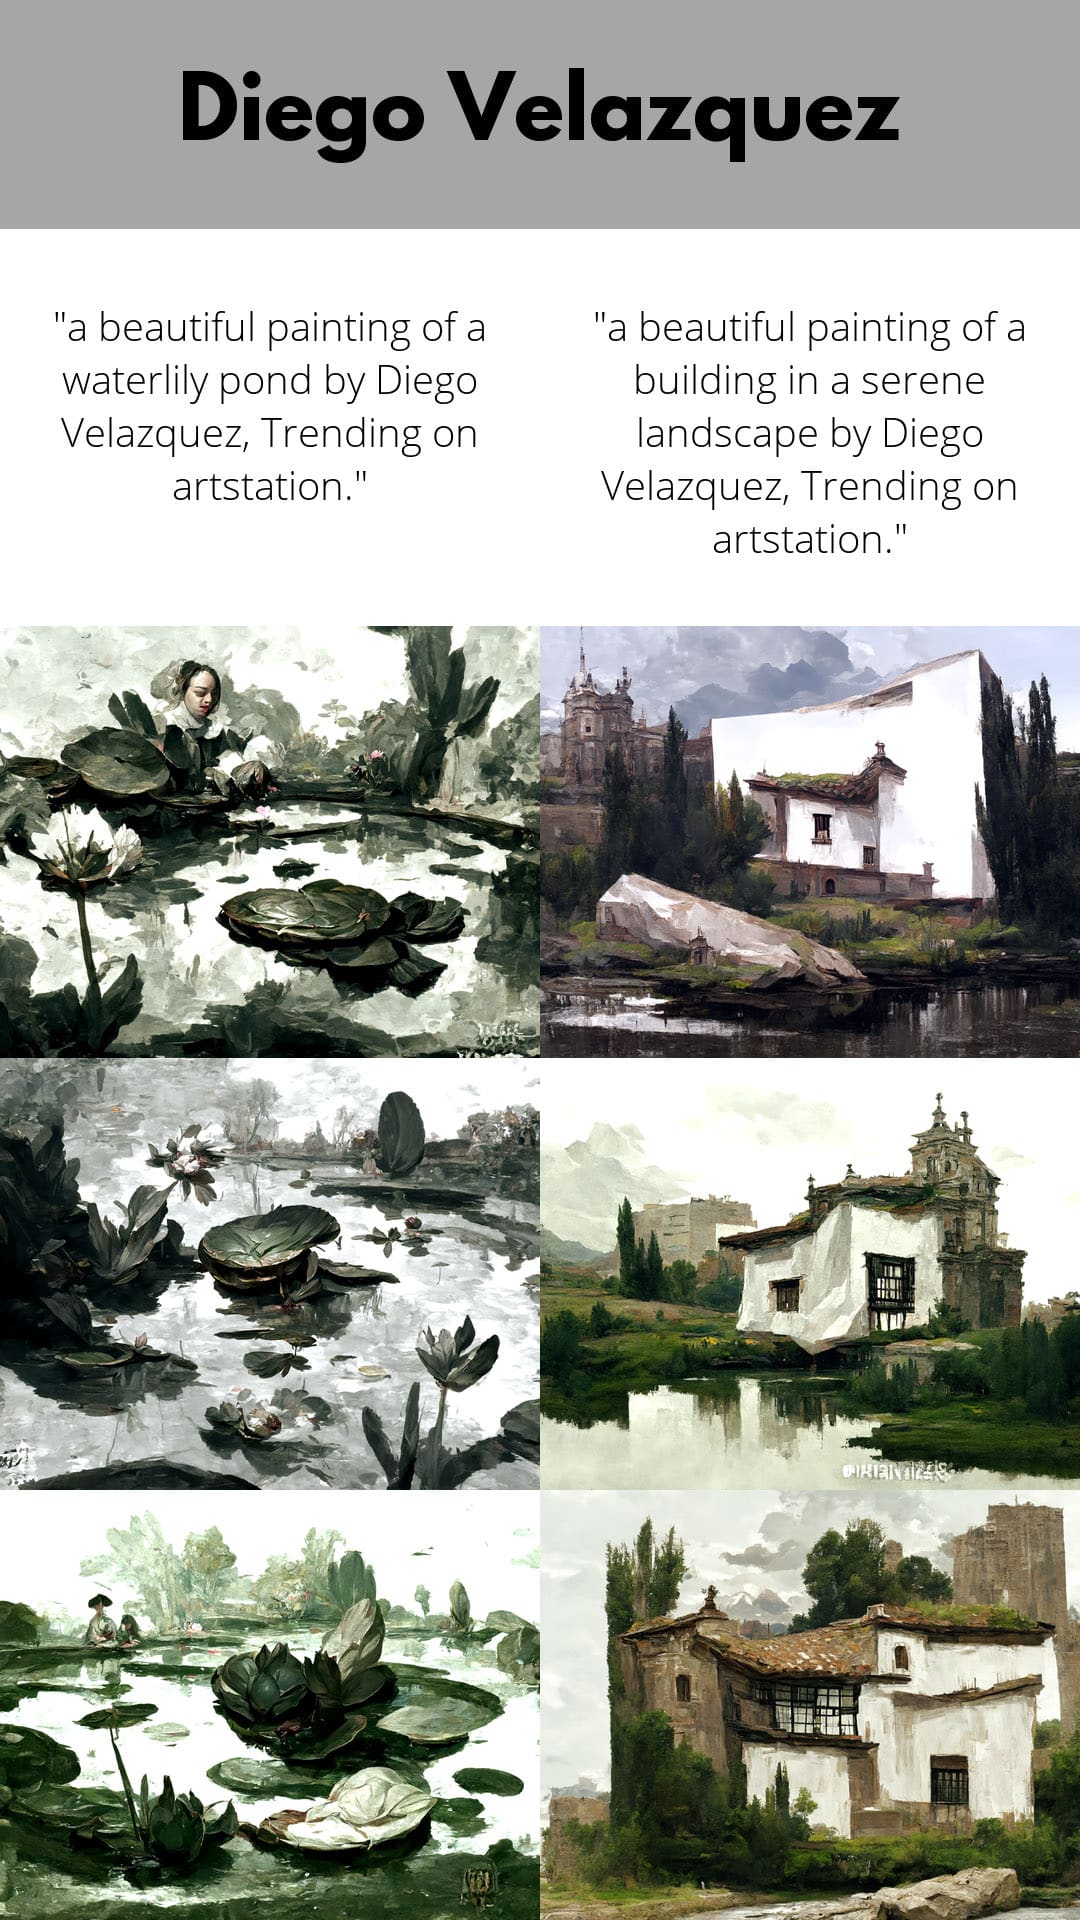 Diego Velazquez
"a beautiful painting of a
waterlily pond by Diego
Velazquez, Trending on
artstation."
"a beautiful painting of a
building in a serene
landscape by Diego
Velazquez, Trending on
artstation."